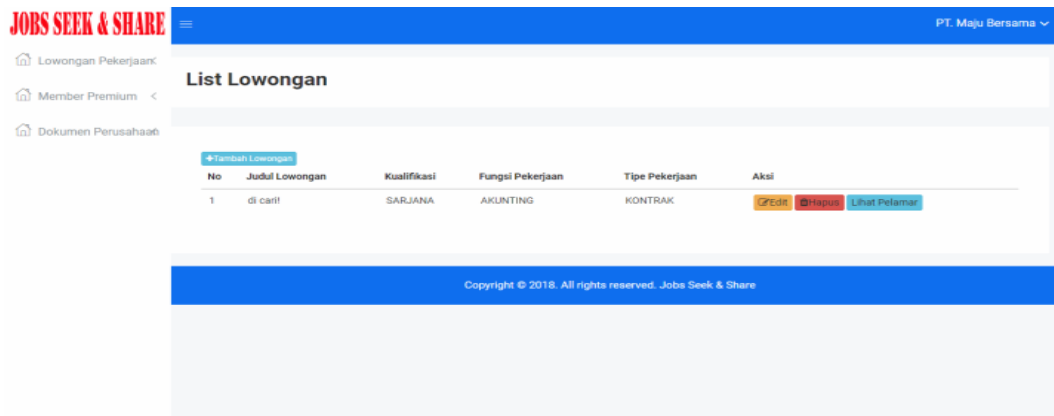 JOBS SEEK & SHARE
PT. Maju Bersama
Lowongan Pekerjaan
Member Premium
Dokumen Perusahaan
List Lowongan
+Tambah Lowongan
No Judul Lowongan Kualifikasi Fungsi Pekerjaan Tipe Pekerjaan Aksi
1 di cari! SARJANA AKUNTING KONTRAK Edit Hapus Lihat Pelamar
Copyright © 2018. All rights reserved. Jobs Seek & Share